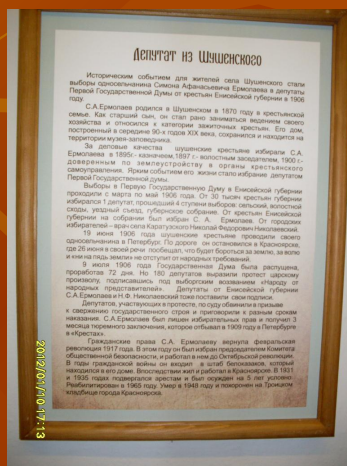 Депутат из Шушенского
Историческим событием для жителей села Шушенского стали
выборы односельчанина Симона Афанасьевича Ермолаева в депутаты
Первой Государственной Думы от крестьян Енисейской губернии в 1906
году.
С.А.Ермолаев родился в Шушенском в 1870 году в крестьянской
семье. Как старший сын, он стал рано заниматься ведением своего
хозяйства и относился к категории зажиточных крестьян. Его дом,
построенный в середине 90-х годов XIX века, сохранился и находится на
территории музея-заповедника.
За деловые качества шушенские крестьяне избирали С.А.
Ермолаева в 1895г.- казначеем,1897 г.- волостным заседателем, 1900 г.-
доверенным по землеустройству в органы крестьянского
самоуправления. Ярким событием его жизни стало избрание депутатом
Первой Государственной думы.
Выборы в Первую Государственную Думу в Енисейской губернии
проходили с марта по май 1906 года. От 30 тысяч крестьян губернии
избирался 1 депутат, прошедший 4 ступени выборов: сельский, волостной
сходы, уездный съезд, губернское собрание. От крестьян Енисейской
губернии на собрании был избран С. А. Ермолаев. От городских
избирателей – врач села Каратузского Николай Федорович Николаевский.
19 июня 1906 года шушенские крестьяне проводили своего
односельчанина в Петербург. По дороге он остановился в Красноярске,
где 26 июня в своей речи пообещал, что будет бороться за землю, за волю
и «ни на пядь земли» не отступит от народных требований.
9 июля 1906 года Государственная Дума была распущена,
проработав 72 дня. Но 180 депутатов выразили протест царскому
произволу, подписавшись под выборгским воззванием «Народу от
народных представителей». Депутаты от Енисейской губернии
С.А.Ермолаев и Н.Ф. Николаевский тоже поставили свои подписи.
Депутатов, участвующих в протесте, по суду обвинили в призыве
к свержению государственного строя и приговорили к разным срокам
наказания. С.А.Ермолаев был лишен избирательных прав и получил 3
месяца тюремного заключения, которое отбывал в 1909 году в Петербурге
в «Крестах».
Гражданские права С.А. Ермолаеву вернула февральская
революция 1917 года. В этом году он был избран председателем Комитета
общественной безопасности, и работал в нем до Октябрьской революции.
В годы гражданской войны он входил в штаб белоказаков, который
находился в его доме. Впоследствии жил и работал в Красноярске. В 1931
и 1935 годах подвергался арестам и был осужден на 5 лет условно.
Реабилитирован в 1965 году. Умер в 1948 году и похоронен на Троицком
кладбище города Красноярска.
2012/01/10 17:13